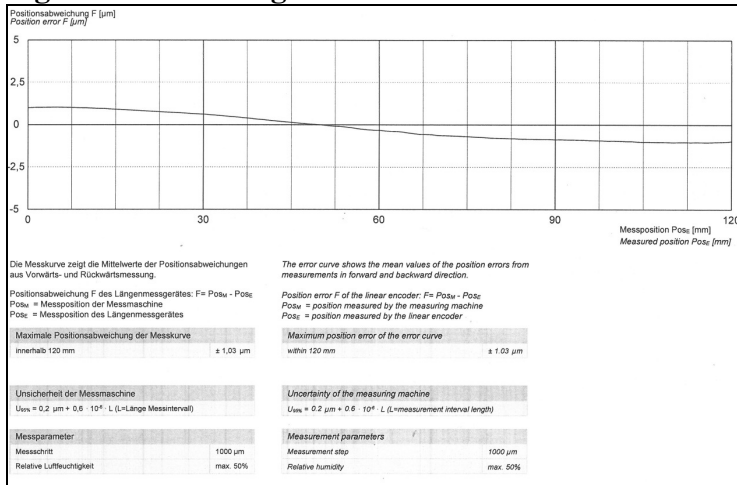 Positionsabweichung F [µm]
Position error F [µm]
5
2,5
0
-2,5
-5
0 30 60 90 120
Messposition PosE [mm]
Measured position PosE [mm]
Die Messkurve zeigt die Mittelwerte der Positionsabweichungen
aus Vorwärts- und Rückwärtsmessung.
Positionsabweichung F des Längenmessgerätes: F= PosM - PosE
PosM = Messposition der Messmaschine
PosE = Messposition des Längenmessgerätes
Maximale Positionsabweichung der Messkurve
innerhalb 120 mm ± 1,03 µm
Unsicherheit der Messmaschine
U95% = 0,2 µm + 0,6 · 10-6 · L (L=Länge Messintervall)
Messparameter
Messschritt 1000 µm
Relative Luftfeuchtigkeit max. 50%
The error curve shows the mean values of the position errors from
measurements in forward and backward direction.
Position error F of the linear encoder: F= PosM - PosE
PosM = position measured by the measuring machine
PosE = position measured by the linear encoder
Maximum position error of the error curve
within 120 mm ± 1.03 µm
Uncertainty of the measuring machine
U95% = 0.2 µm + 0.6 · 10-6 · L (L=measurement interval length)
Measurement parameters
Measurement step 1000 µm
Relative humidity max. 50%